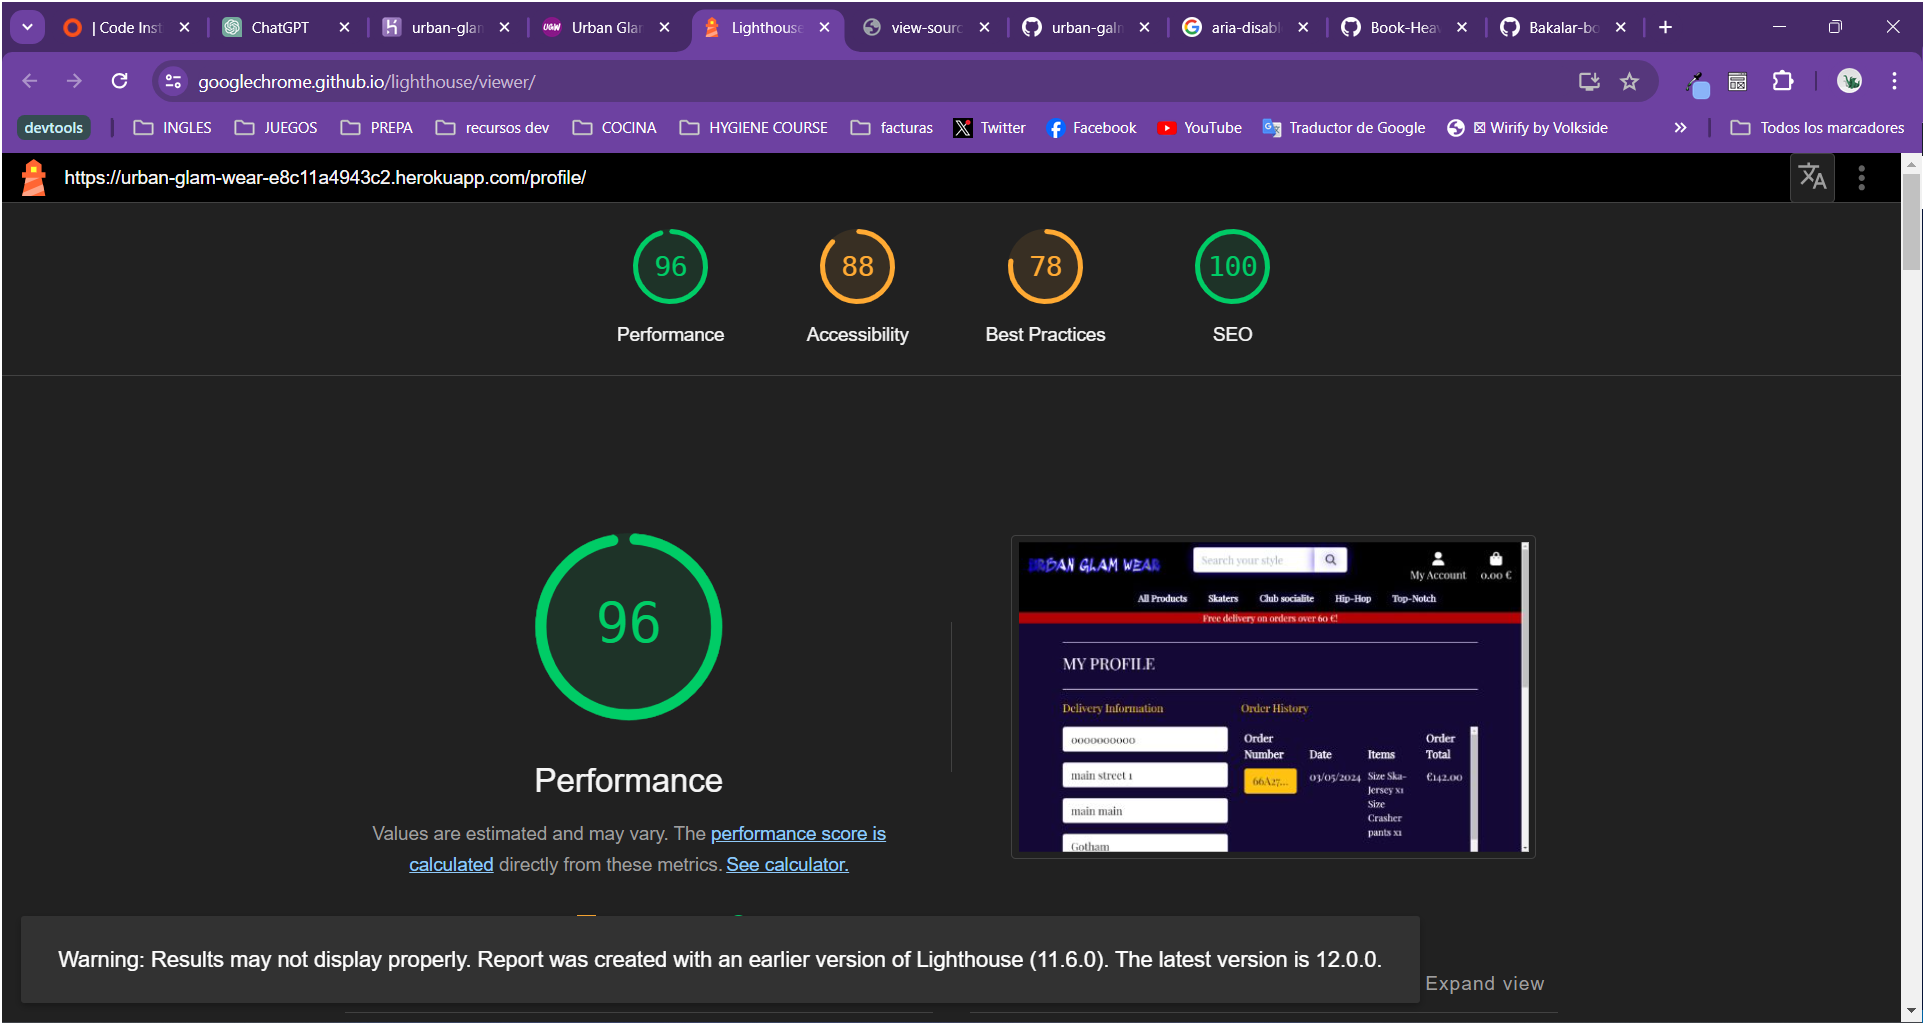 | Code Inst
ChatGPT
urban-glan
Urban Glan
Lighthouse
view-sourc
urban-galn
aria-disabl
Book-Heav
Bakalar-bo
googlechrome.github.io/lighthouse/viewer/
devtools
INGLES
JUEGOS
PREPA
recursos dev
COCINA
HYGIENE COURSE
facturas
Twitter
Facebook
YouTube
Traductor de Google
Wirify by Volkside
Todos los marcadores
https://urban-glam-wear-e8c11a4943c2.herokuapp.com/profile/
96
88
78
100
Performance
Accessibility
Best Practices
SEO
96
Performance
Values are estimated and may vary. The performance score is
calculated directly from these metrics. See calculator.
URBAN GLAM WEAR
Search your style
My Account
0.00 €
All Products
Skaters
Club socialite
Hip-Hop
Top-Notch
Free delivery on orders over 60 €!
MY PROFILE
Delivery Information
0000000000
main street 1
main main
Gotham
Order History
Order
Number
Date
Items
Order
Total
66A27...
03/05/2024
Size Ska-
Jersey x1
Size
Crasher
pants x1
€142.00
Warning: Results may not display properly. Report was created with an earlier version of Lighthouse (11.6.0). The latest version is 12.0.0.
Expand view